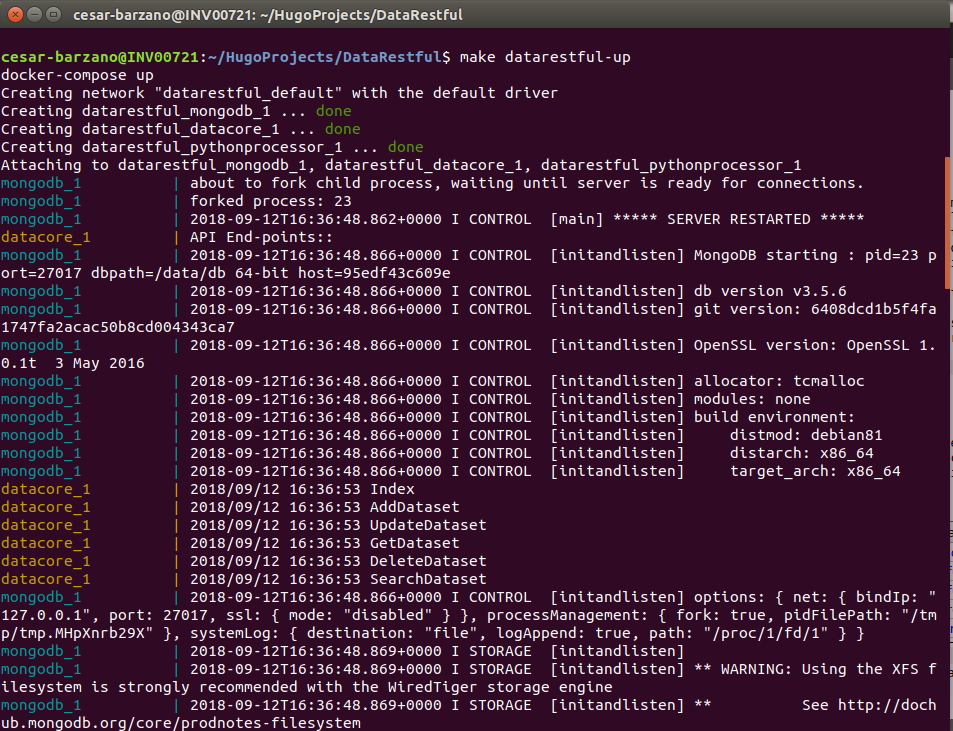 cesar-barzano@INV00721: ~/HugoProjects/DataRestful
cesar-barzano@INV00721:~/HugoProjects/DataRestful$ make datarestful-up
docker-compose up
Creating network "datarestful_default" with the default driver
Creating datarestful_mongodb_1 ... done
Creating datarestful_datacore_1 ... done
Creating datarestful_pythonprocessor_1 ... done
Attaching to datarestful_mongodb_1, datarestful_datacore_1, datarestful_pythonprocessor_1
mongodb_1          | about to fork child process, waiting until server is ready for connections.
mongodb_1          | forked process: 23
mongodb_1          | 2018-09-12T16:36:48.862+0000 I CONTROL  [main] ***** SERVER RESTARTED *****
datacore_1         | API End-points::
mongodb_1          | 2018-09-12T16:36:48.866+0000 I CONTROL  [initandlisten] MongoDB starting : pid=23 p
ort=27017 dbpath=/data/db 64-bit host=95edf43c609e
mongodb_1          | 2018-09-12T16:36:48.866+0000 I CONTROL  [initandlisten] db version v3.5.6
mongodb_1          | 2018-09-12T16:36:48.866+0000 I CONTROL  [initandlisten] git version: 6408dcd1b5f4fa
1747fa2acac50b8cd004343ca7
mongodb_1          | 2018-09-12T16:36:48.866+0000 I CONTROL  [initandlisten] OpenSSL version: OpenSSL 1.
0.1t  3 May 2016
mongodb_1          | 2018-09-12T16:36:48.866+0000 I CONTROL  [initandlisten] allocator: tcmalloc
mongodb_1          | 2018-09-12T16:36:48.866+0000 I CONTROL  [initandlisten] modules: none
mongodb_1          | 2018-09-12T16:36:48.866+0000 I CONTROL  [initandlisten] build environment:
mongodb_1          | 2018-09-12T16:36:48.866+0000 I CONTROL  [initandlisten]     distmod: debian81
mongodb_1          | 2018-09-12T16:36:48.866+0000 I CONTROL  [initandlisten]     distarch: x86_64
mongodb_1          | 2018-09-12T16:36:48.866+0000 I CONTROL  [initandlisten]     target_arch: x86_64
datacore_1         | 2018/09/12 16:36:53 Index
datacore_1         | 2018/09/12 16:36:53 AddDataset
datacore_1         | 2018/09/12 16:36:53 UpdateDataset
datacore_1         | 2018/09/12 16:36:53 GetDataset
datacore_1         | 2018/09/12 16:36:53 DeleteDataset
datacore_1         | 2018/09/12 16:36:53 SearchDataset
mongodb_1          | 2018-09-12T16:36:48.866+0000 I CONTROL  [initandlisten] options: { net: { bindIp: "
127.0.0.1", port: 27017, ssl: { mode: "disabled" } }, processManagement: { fork: true, pidFilePath: "/tm
p/tmp.MHpXnrb29X" }, systemLog: { destination: "file", logAppend: true, path: "/proc/1/fd/1" } }
mongodb_1          | 2018-09-12T16:36:48.869+0000 I STORAGE  [initandlisten]
mongodb_1          | 2018-09-12T16:36:48.869+0000 I STORAGE  [initandlisten] ** WARNING: Using the XFS f
ilesystem is strongly recommended with the WiredTiger storage engine
mongodb_1          | 2018-09-12T16:36:48.869+0000 I STORAGE  [initandlisten] **          See http://doch
ub.mongodb.org/core/prodnotes-filesystem